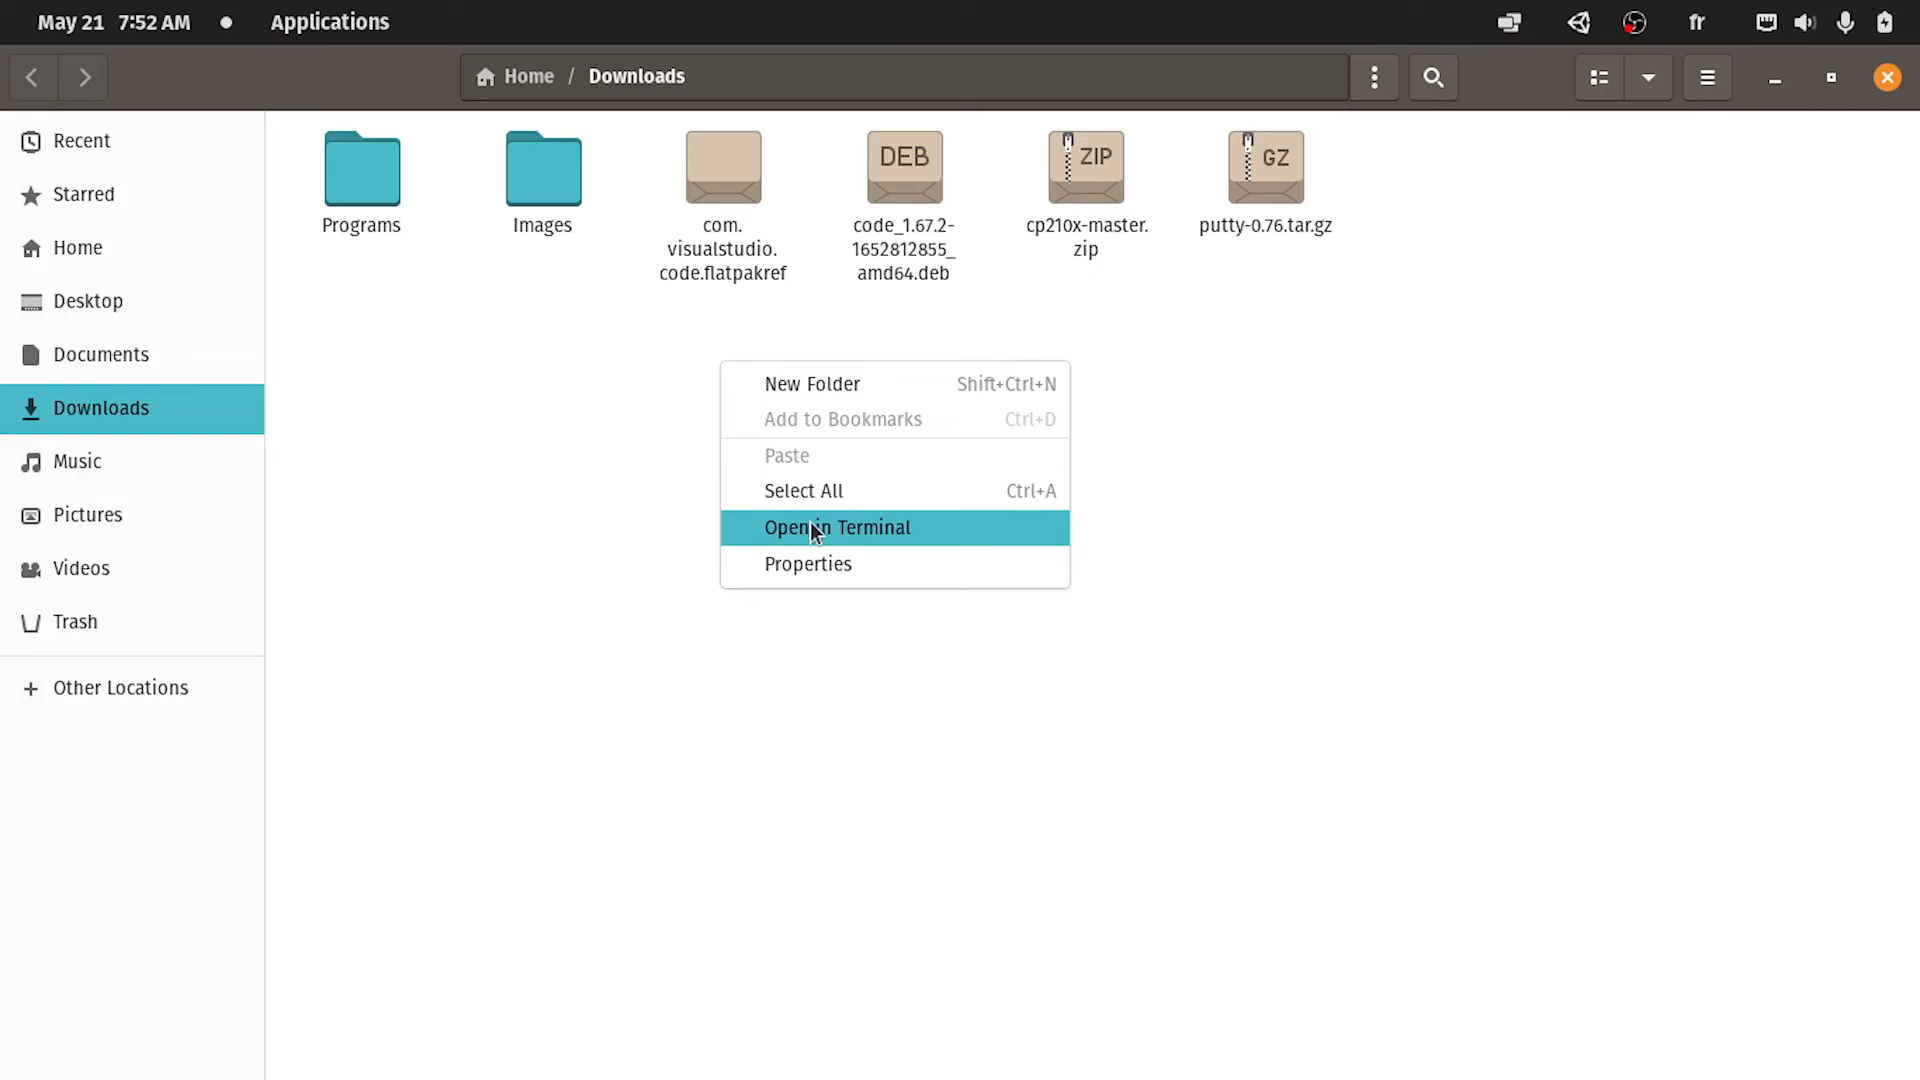 May 21 7:52 AM
Applications
fr
Home / Downloads
Recent
Starred
Home
Desktop
Documents
Downloads
Music
Pictures
Videos
Trash
+ Other Locations
Programs
Images
com.
visualstudio.
code.flatpakref
DEB
code_1.67.2-
1652812855_
amd64.deb
ZIP
cp210x-master.
zip
GZ
putty-0.76.tar.gz
New Folder Shift+Ctrl+N
Add to Bookmarks Ctrl+D
Paste
Select All Ctrl+A
Open in Terminal
Properties